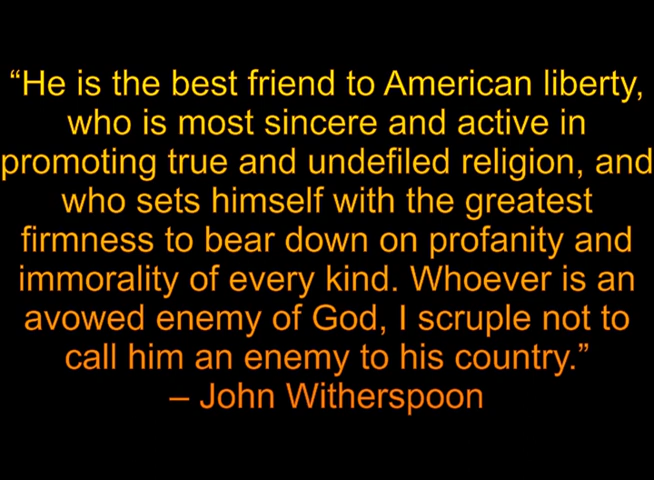 “He is the best friend to American liberty,
who is most sincere and active in
promoting true and undefiled religion, and
who sets himself with the greatest
firmness to bear down on profanity and
immorality of every kind. Whoever is an
avowed enemy of God, I scruple not to
call him an enemy to his country.”
– John Witherspoon